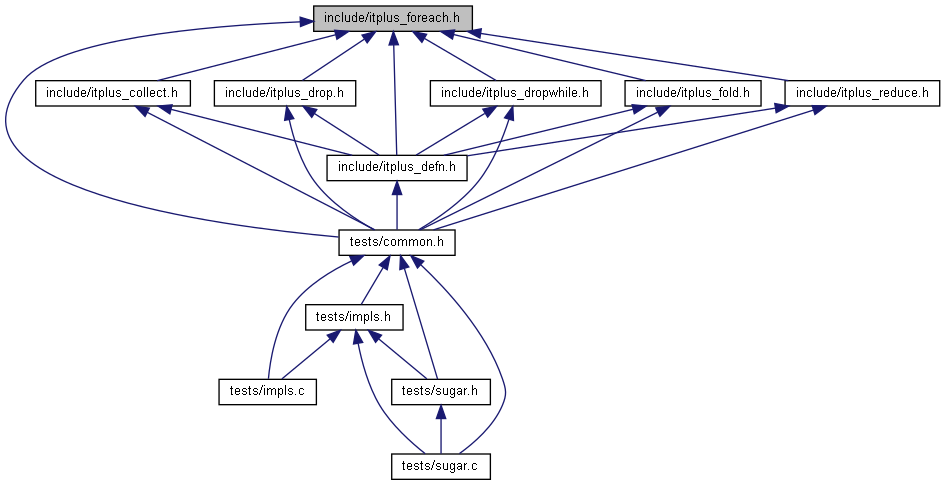 include/itplus_foreach.h
include/itplus_collect.h
include/itplus_drop.h
include/itplus_dropwhile.h
include/itplus_fold.h
include/itplus_reduce.h
include/itplus_defn.h
tests/common.h
tests/impls.h
tests/impls.c
tests/sugar.h
tests/sugar.c